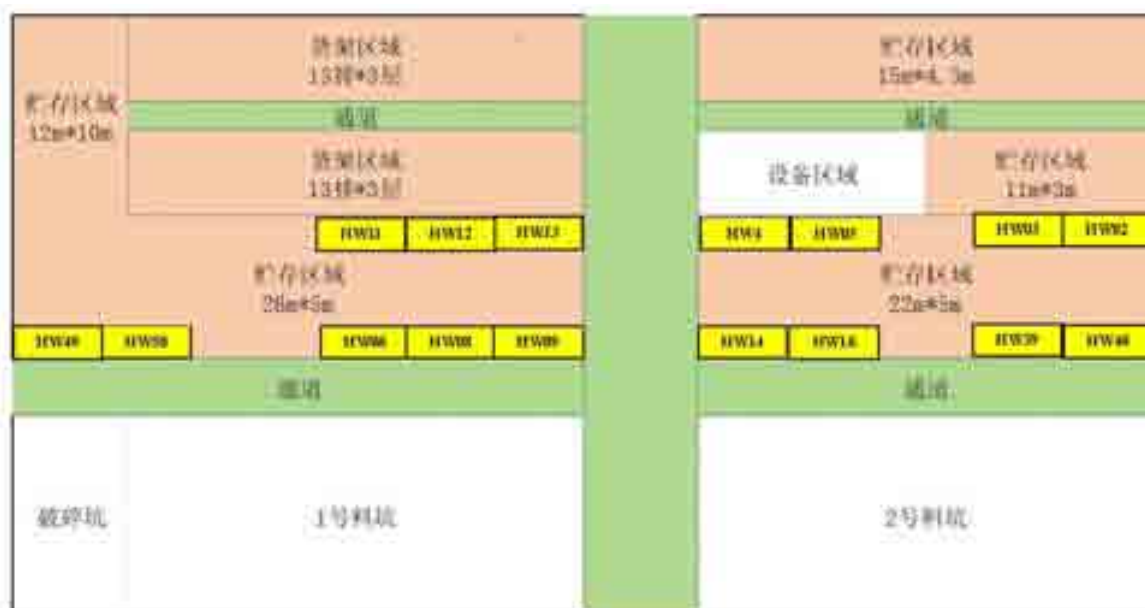 货架区域
13排*3层
贮存区域
15m*4.3m
贮存区域
12m*10m
通道
通道
货架区域
13排*3层
设备区域
贮存区域
11m*3m
HW11
HW12
HW13
HW4
HW05
HW03
HW02
贮存区域
26m*5m
贮存区域
22m*5m
HW49
HW50
HW06
HW08
HW09
HW14
HW16
HW39
HW40
通道
通道
破碎坑
1号料坑
2号料坑